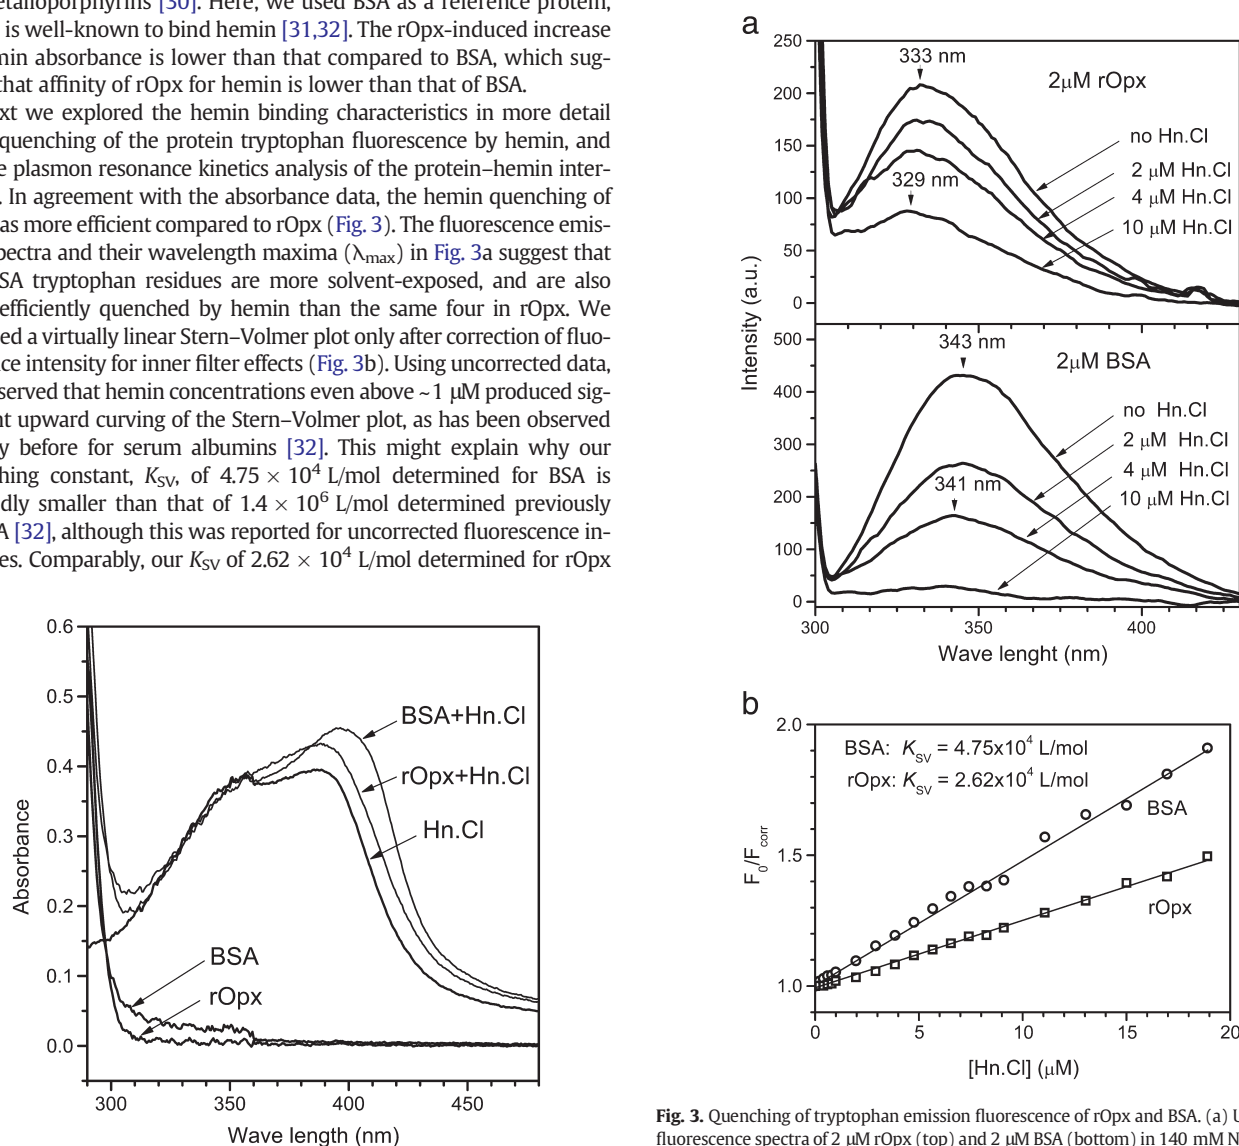 etalloporphyrins [30]. Here, we used BSA as a reference protein,
is well-known to bind hemin [31,32]. The rOpx-induced increase
min absorbance is lower than that compared to BSA, which sug-
that affinity of rOpx for hemin is lower than that of BSA.
xt we explored the hemin binding characteristics in more detail
quenching of the protein tryptophan fluorescence by hemin, and
e plasmon resonance kinetics analysis of the protein–hemin inter-
. In agreement with the absorbance data, the hemin quenching of
as more efficient compared to rOpx (Fig. 3). The fluorescence emis-
pectra and their wavelength maxima (λmax) in Fig. 3a suggest that
SA tryptophan residues are more solvent-exposed, and are also
efficiently quenched by hemin than the same four in rOpx. We
ed a virtually linear Stern–Volmer plot only after correction of fluo-
ce intensity for inner filter effects (Fig. 3b). Using uncorrected data,
served that hemin concentrations even above ~1 μM produced sig-
nt upward curving of the Stern–Volmer plot, as has been observed
y before for serum albumins [32]. This might explain why our
hing constant, KSV, of 4.75 × 10⁴ L/mol determined for BSA is
dly smaller than that of 1.4 × 10⁶ L/mol determined previously
A [32], although this was reported for uncorrected fluorescence in-
es. Comparably, our KSV of 2.62 × 10⁴ L/mol determined for rOpx
0.6
0.5
0.4
0.3
0.2
0.1
0.0
Absorbance
BSA+Hn.Cl
rOpx+Hn.Cl
Hn.Cl
BSA
rOpx
300 350 400 450
Wave length (nm)
a
250
200
150
100
50
0
333 nm
2μM rOpx
no Hn.Cl
2 μM Hn.Cl
4 μM Hn.Cl
10 μM Hn.Cl
329 nm
Intensity (a.u.)
500
400
300
200
100
0
343 nm
2μM BSA
no Hn.Cl
2 μM Hn.Cl
4 μM Hn.Cl
10 μM Hn.Cl
341 nm
300 350 400
Wave lenght (nm)
b
2.0
1.5
1.0
F0/Fcorr
BSA: KSV = 4.75x10⁴ L/mol
rOpx: KSV = 2.62x10⁴ L/mol
BSA
rOpx
0 5 10 15 20
[Hn.Cl] (μM)
Fig. 3. Quenching of tryptophan emission fluorescence of rOpx and BSA. (a) U
fluorescence spectra of 2 μM rOpx (top) and 2 μM BSA (bottom) in 140 mM N